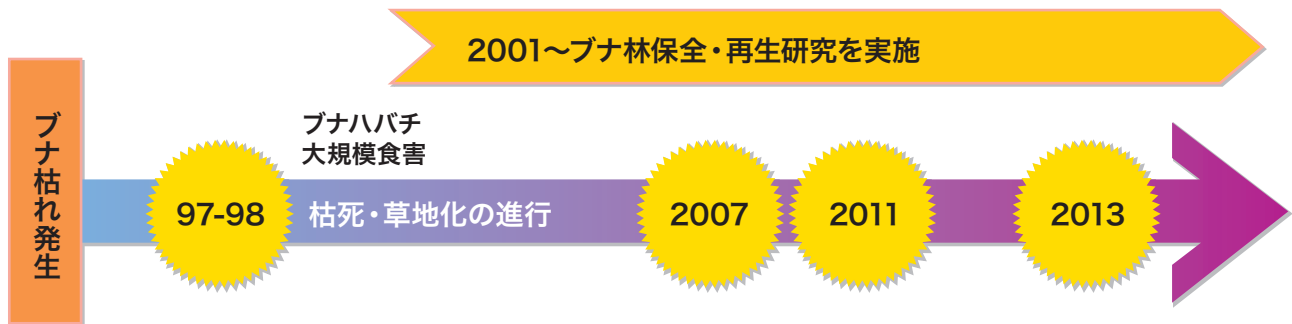 2001〜ブナ林保全・再生研究を実施
ブナ枯れ発生
ブナハバチ
大規模食害
97-98
枯死・草地化の進行
2007
2011
2013